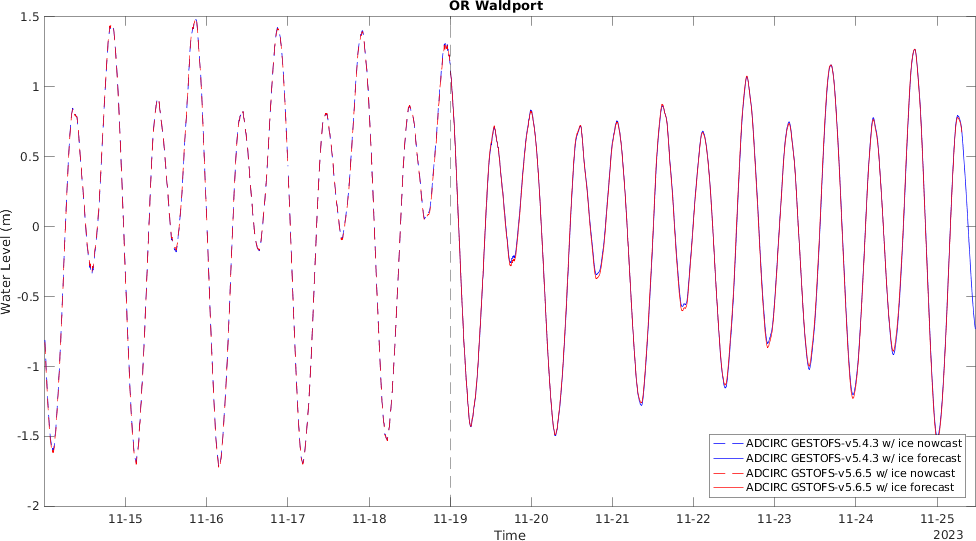 OR Waldport
1.5
1
0.5
0
-0.5
-1
-1.5
-2
Water Level (m)
11-15 11-16 11-17 11-18 11-19 11-20 11-21 11-22 11-23 11-24 11-25
Time
2023
ADCIRC GESTOFS-v5.4.3 w/ ice nowcast
ADCIRC GESTOFS-v5.4.3 w/ ice forecast
ADCIRC GSTOFS-v5.6.5 w/ ice nowcast
ADCIRC GSTOFS-v5.6.5 w/ ice forecast